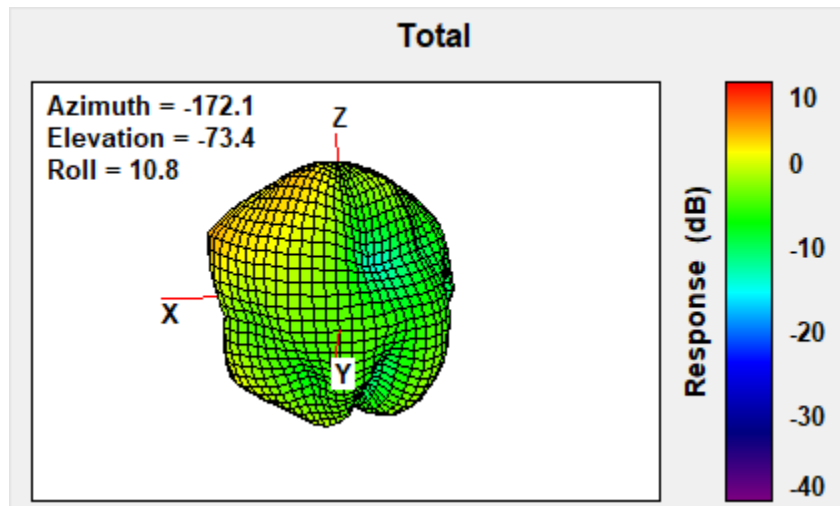 Total
Azimuth = -172.1
Elevation = -73.4
Roll = 10.8
Z
X
Y
Response (dB)
10
0
-10
-20
-30
-40